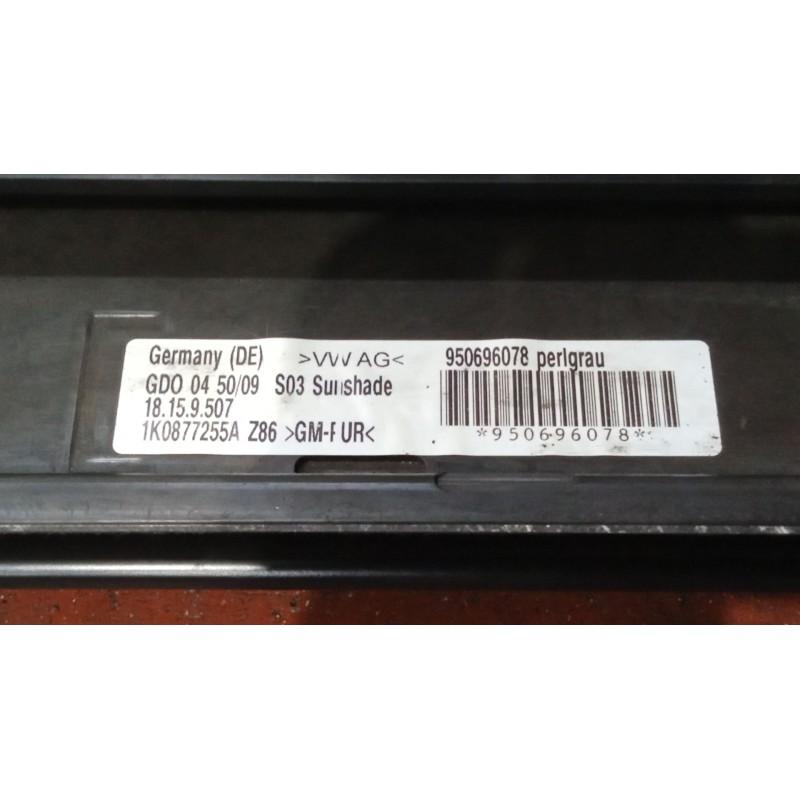 Germany (DE) >VW AG< 950696078 perlgrau
GDO 04 50/09 S03 Sunshade
18.15.9.507
1K0877255A Z86 >GM-PUR<
*950696078*